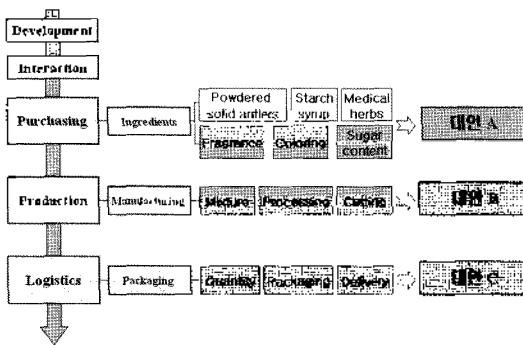 Development
Interaction
Purchasing
Ingredients
Powdered
solid antlers
Starch
syrup
Medical
herbs
Fragrance
Coloring
Sugar
content
대안 A
Production
Manufacturing
Mixture
Processing
Cutting
대안 B
Logistics
Packaging
Quantity
Packaging
Delivery
대안 C